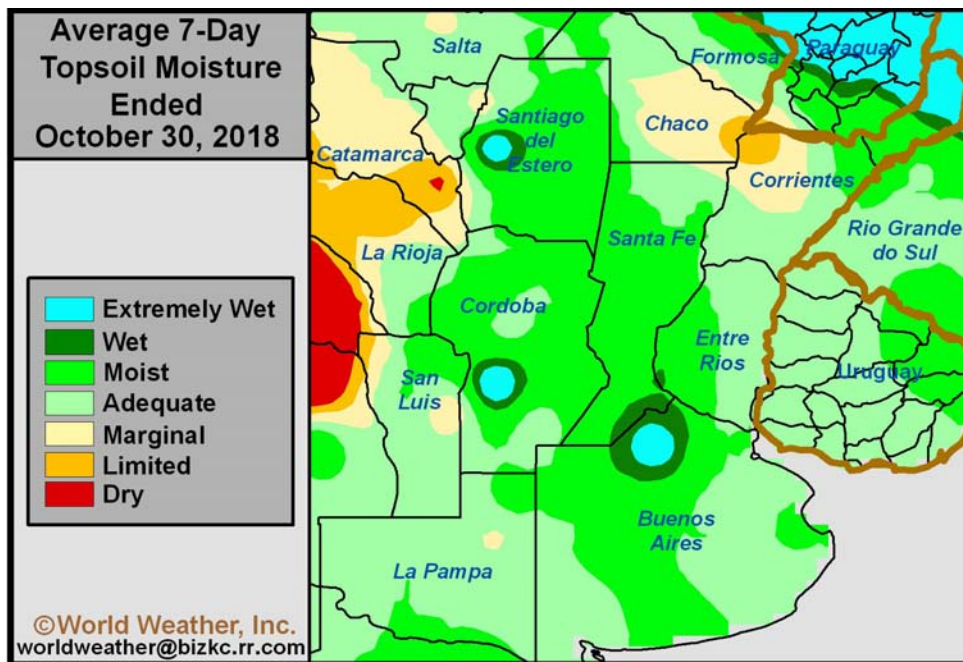 Average 7-Day
Topsoil Moisture
Ended
October 30, 2018
Extremely Wet
Wet
Moist
Adequate
Marginal
Limited
Dry
©World Weather, Inc.
worldweather@bizkc.rr.com
Salta
Formosa
Paraguay
Santiago
del
Estero
Chaco
Catamarca
Corrientes
La Rioja
Santa Fe
Rio Grande
do Sul
Cordoba
Entre
Rios
San
Luis
Uruguay
Buenos
Aires
La Pampa